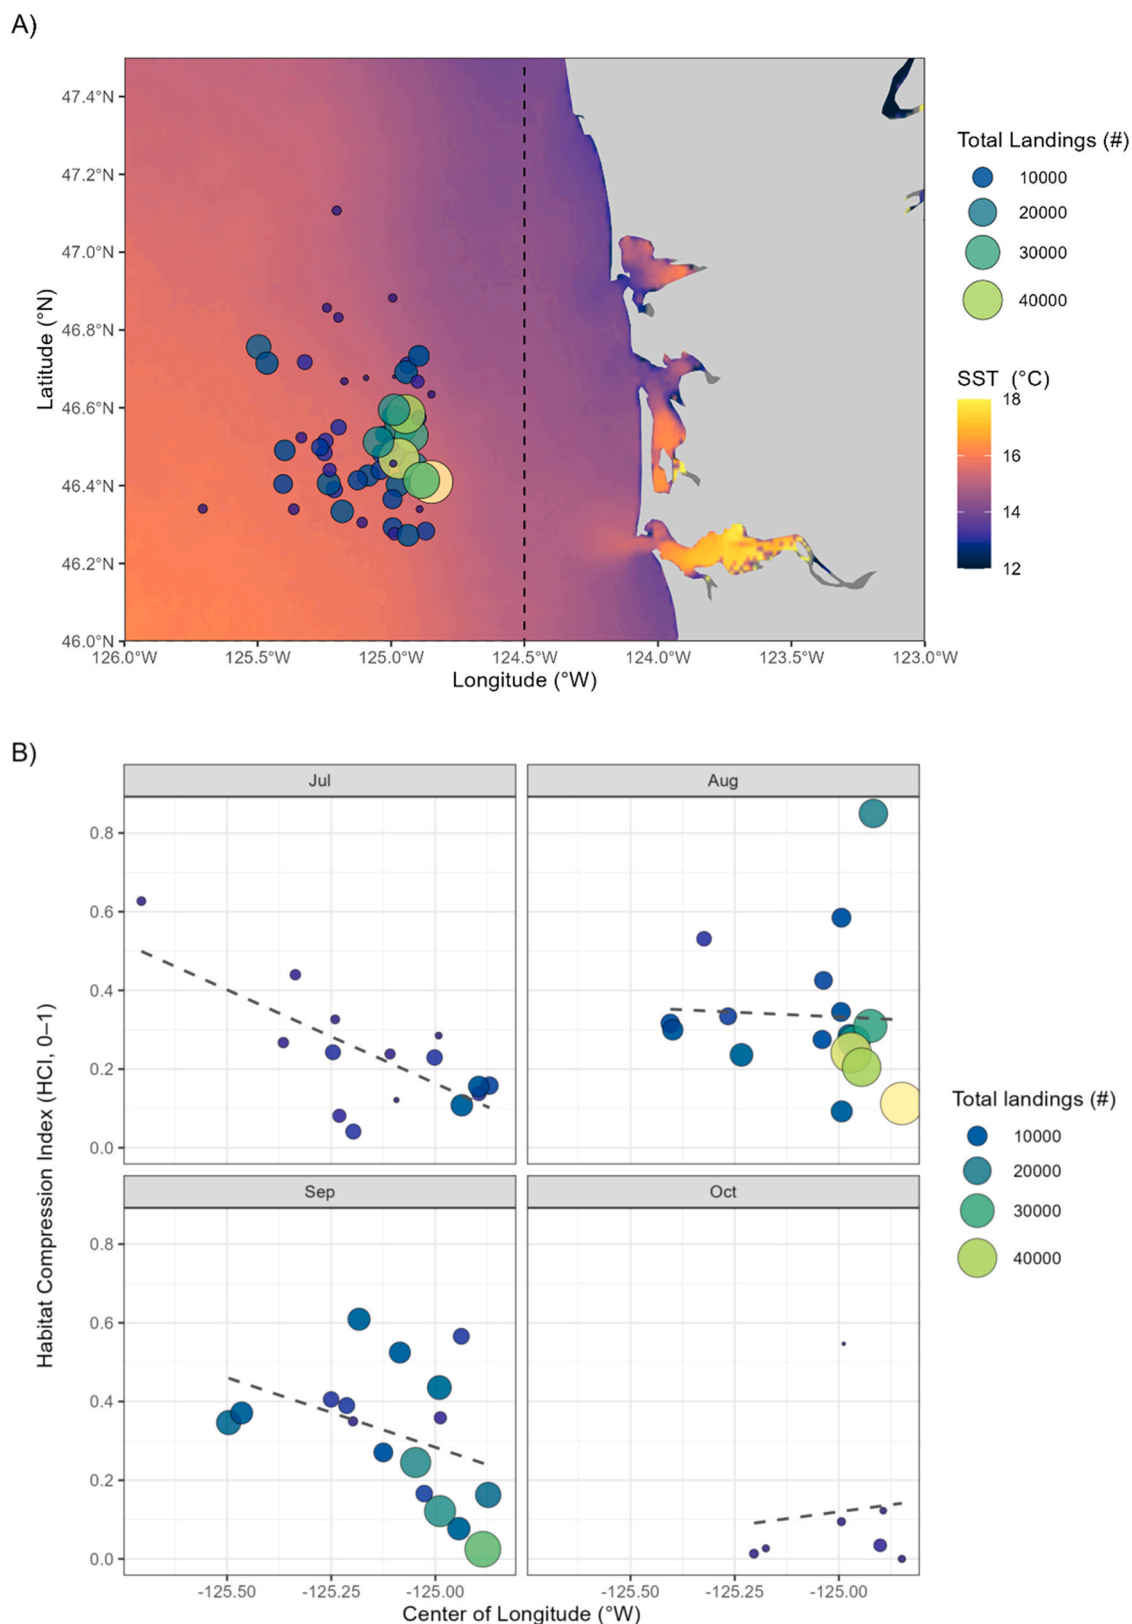 A)
47.4°N
47.2°N
47.0°N
46.8°N
46.6°N
46.4°N
46.2°N
46.0°N
Latitude (°N)
126.0°W 125.5°W 125.0°W 124.5°W 124.0°W 123.5°W 123.0°W
Longitude (°W)
Total Landings (#)
10000
20000
30000
40000
SST (°C)
18
16
14
12
B)
Jul Aug
0.8
0.6
0.4
0.2
0.0
Sep Oct
0.8
0.6
0.4
0.2
0.0
Habitat Compression Index (HCI, 0–1)
-125.50 -125.25 -125.00 -125.50 -125.25 -125.00
Center of Longitude (°W)
Total landings (#)
10000
20000
30000
40000